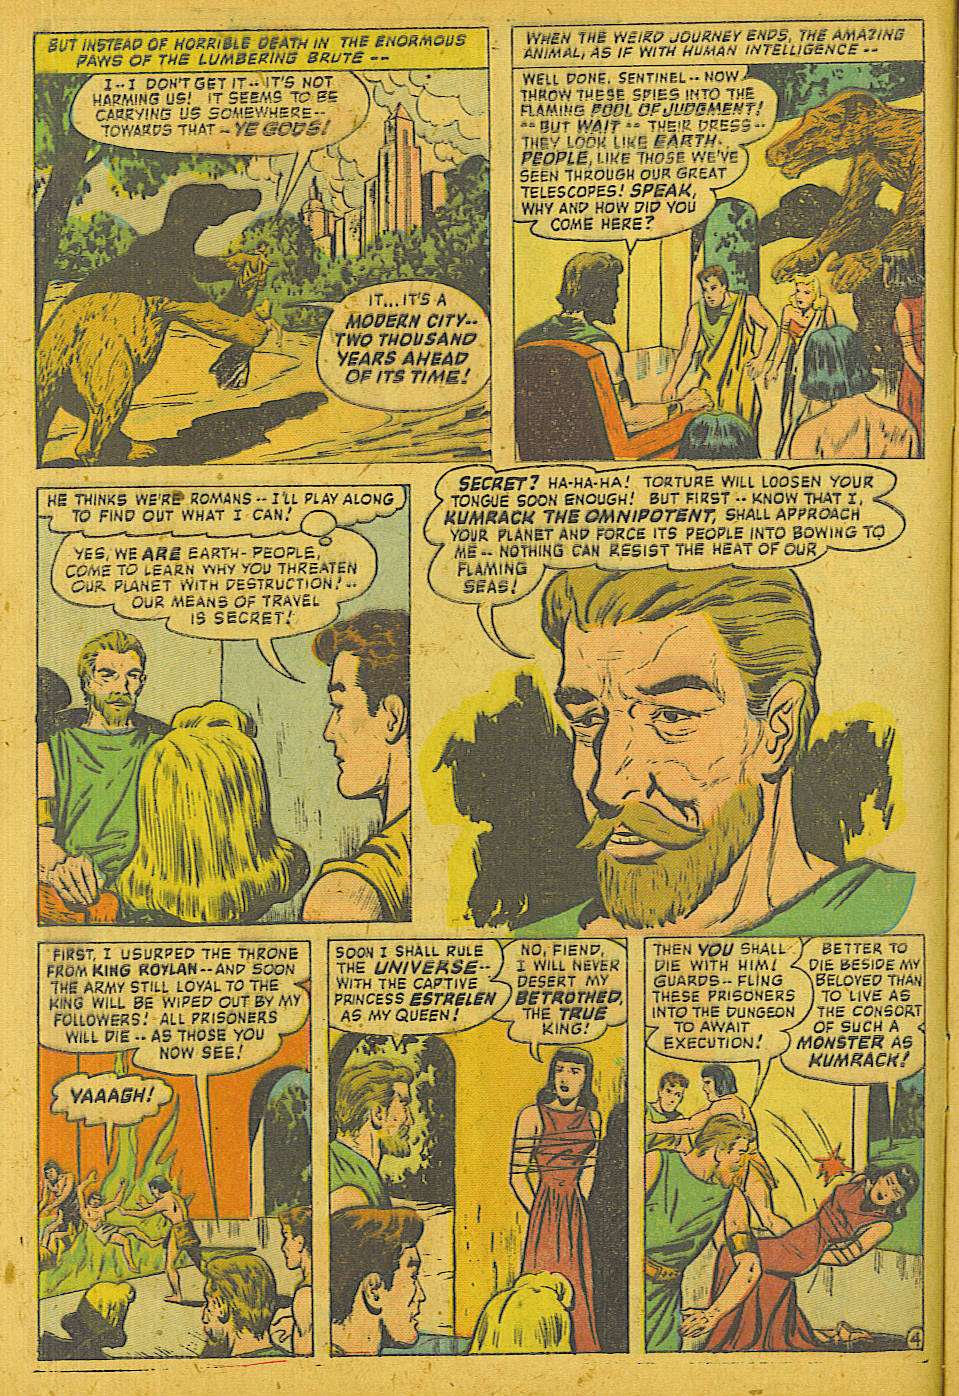 BUT INSTEAD OF HORRIBLE DEATH IN THE ENORMOUS
PAWS OF THE LUMBERING BRUTE --
I--I DON'T GET IT--IT'S NOT
HARMING US! IT SEEMS TO BE
CARRYING US SOMEWHERE--
TOWARDS THAT -- YE GODS!
IT...IT'S A
MODERN CITY--
TWO THOUSAND
YEARS AHEAD
OF ITS TIME!
WHEN THE WEIRD JOURNEY ENDS, THE AMAZING
ANIMAL, AS IF WITH HUMAN INTELLIGENCE --
WELL DONE, SENTINEL -- NOW
THROW THESE SPIES INTO THE
FLAMING POOL OF JUDGMENT!
-- BUT WAIT -- THEIR DRESS--
THEY LOOK LIKE EARTH-
PEOPLE, LIKE THOSE WE'VE
SEEN THROUGH OUR GREAT
TELESCOPES! SPEAK,
WHY AND HOW DID YOU
COME HERE?
HE THINKS WE'RE ROMANS -- I'LL PLAY ALONG
TO FIND OUT WHAT I CAN!
YES, WE ARE EARTH-PEOPLE,
COME TO LEARN WHY YOU THREATEN
OUR PLANET WITH DESTRUCTION! --
OUR MEANS OF TRAVEL
IS SECRET!
SECRET? HA-HA-HA! TORTURE WILL LOOSEN YOUR
TONGUE SOON ENOUGH! BUT FIRST -- KNOW THAT I,
KUMRACK THE OMNIPOTENT, SHALL APPROACH
YOUR PLANET AND FORCE ITS PEOPLE INTO BOWING TO
ME -- NOTHING CAN RESIST THE HEAT OF OUR
FLAMING
SEAS!
FIRST, I USURPED THE THRONE
FROM KING ROYLAN -- AND SOON
THE ARMY STILL LOYAL TO THE
KING WILL BE WIPED OUT BY MY
FOLLOWERS! ALL PRISONERS
WILL DIE -- AS THOSE YOU
NOW SEE!
YAAAGH!
SOON I SHALL RULE
THE UNIVERSE--
WITH THE CAPTIVE
PRINCESS ESTRELEN
AS MY QUEEN!
NO, FIEND,
I WILL NEVER
DESERT MY
BETROTHED,
THE TRUE
KING!
THEN YOU SHALL
DIE WITH HIM!
GUARDS -- FLING
THESE PRISONERS
INTO THE DUNGEON
TO AWAIT
EXECUTION!
BETTER TO
DIE BESIDE MY
BELOVED THAN
TO LIVE AS
THE CONSORT
OF SUCH A
MONSTER AS
KUMRACK!
4